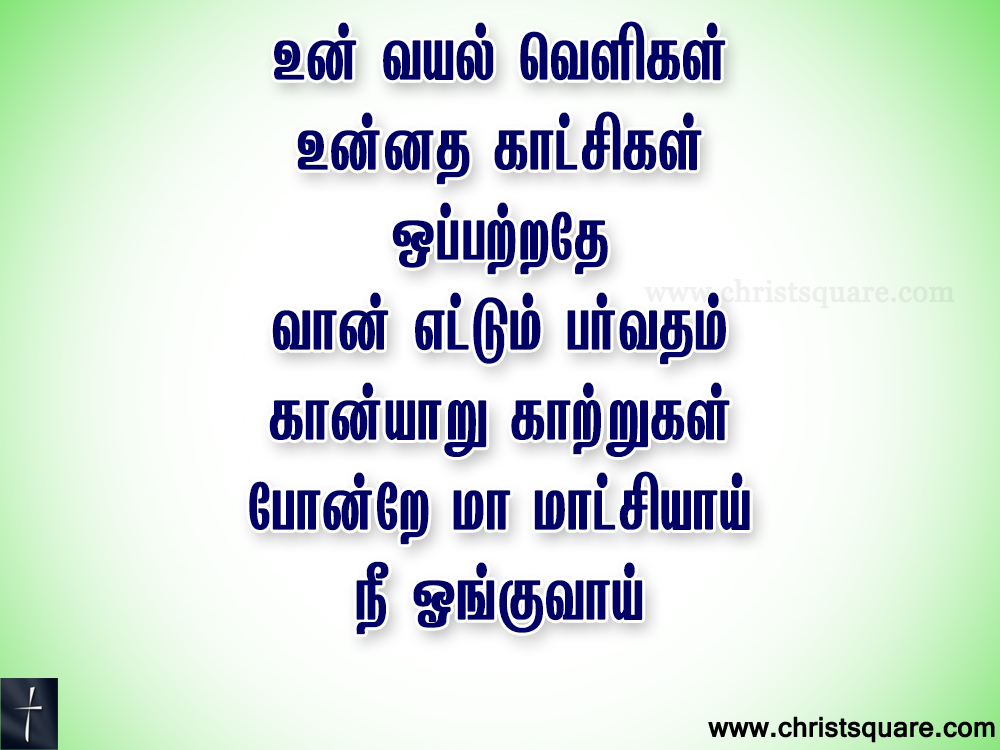 உன் வயல் வெளிகள்
உன்னத காட்சிகள்
ஒப்பற்றதே
www.christsquare.com
வான் எட்டும் பர்வதம்
கான்யாறு காற்றுகள்
போன்றே மா மாட்சியாய்
நீ ஓங்குவாய்
www.christsquare.com